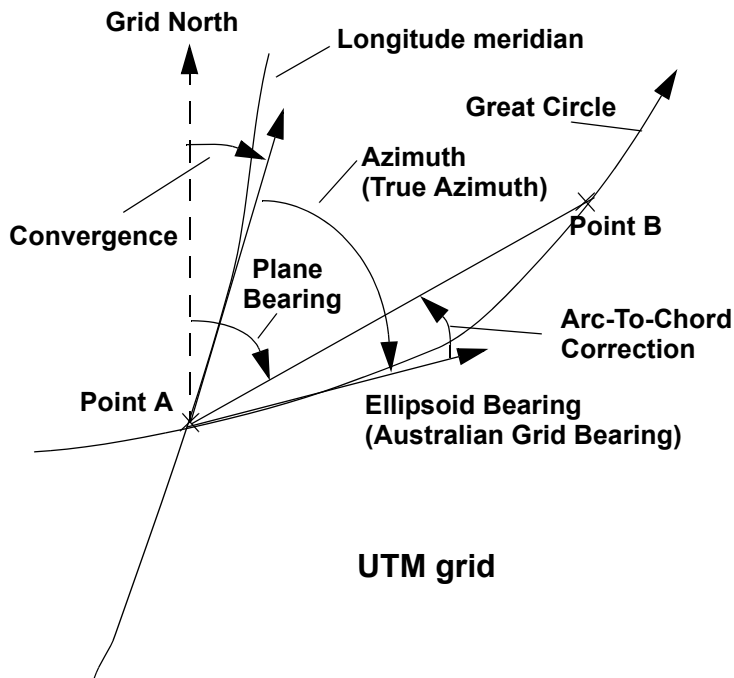 Grid North
Longitude meridian
Great Circle
Azimuth
(True Azimuth)
Convergence
Point B
Plane
Bearing
Arc-To-Chord
Correction
Point A
Ellipsoid Bearing
(Australian Grid Bearing)
UTM grid